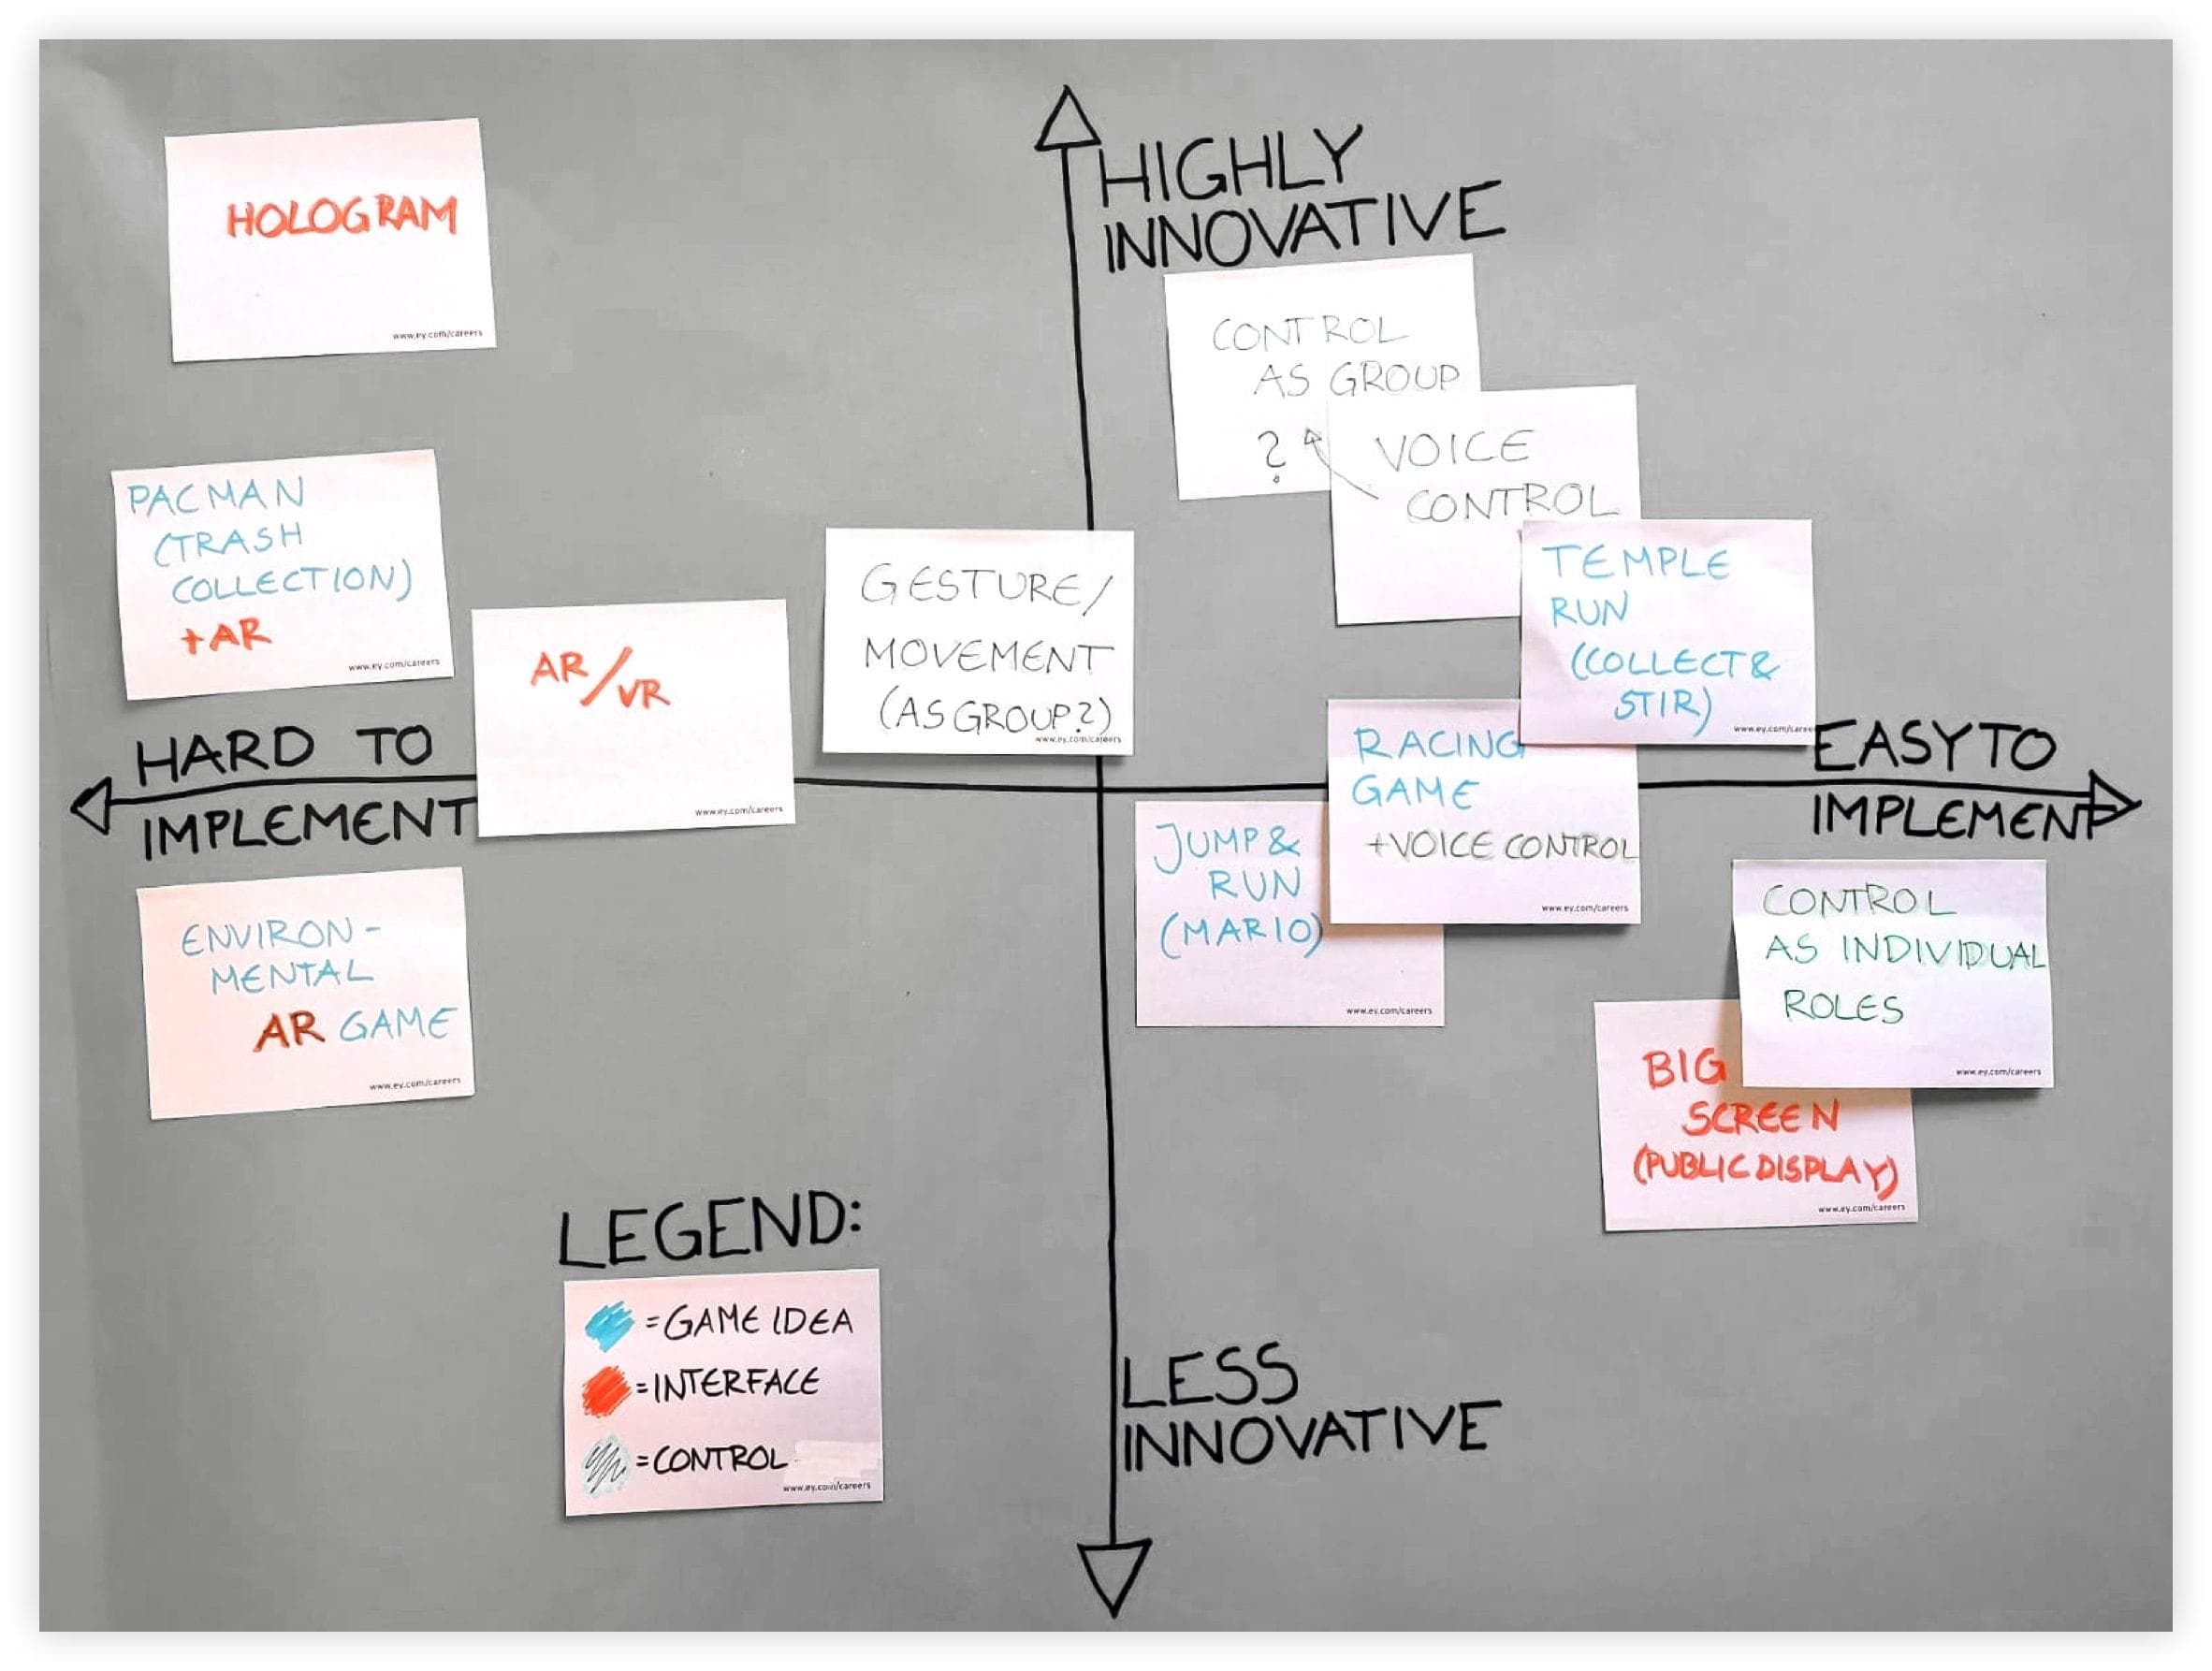 HIGHLY
INNOVATIVE
HOLOGRAM
www.ey.com/careers
CONTROL
AS GROUP
?
VOICE
CONTROL
PACMAN
(TRASH
COLLECTION)
+AR
www.ey.com/careers
AR/VR
www.ey.com/careers
GESTURE/
MOVEMENT
(AS GROUP?)
www.ey.com/careers
TEMPLE
RUN
(COLLECT &
STIR)
www.ey.com/careers
HARD TO
IMPLEMENT
RACING
GAME
+VOICE CONTROL
www.ey.com/careers
EASY TO
IMPLEMENT
JUMP &
RUN
(MARIO)
www.ey.com/careers
ENVIRON-
MENTAL
AR GAME
www.ey.com/careers
CONTROL
AS INDIVIDUAL
ROLES
www.ey.com/careers
BIG
SCREEN
(PUBLIC DISPLAY)
www.ey.com/careers
LEGEND:
=GAME IDEA
=INTERFACE
=CONTROL
www.ey.com/careers
LESS
INNOVATIVE